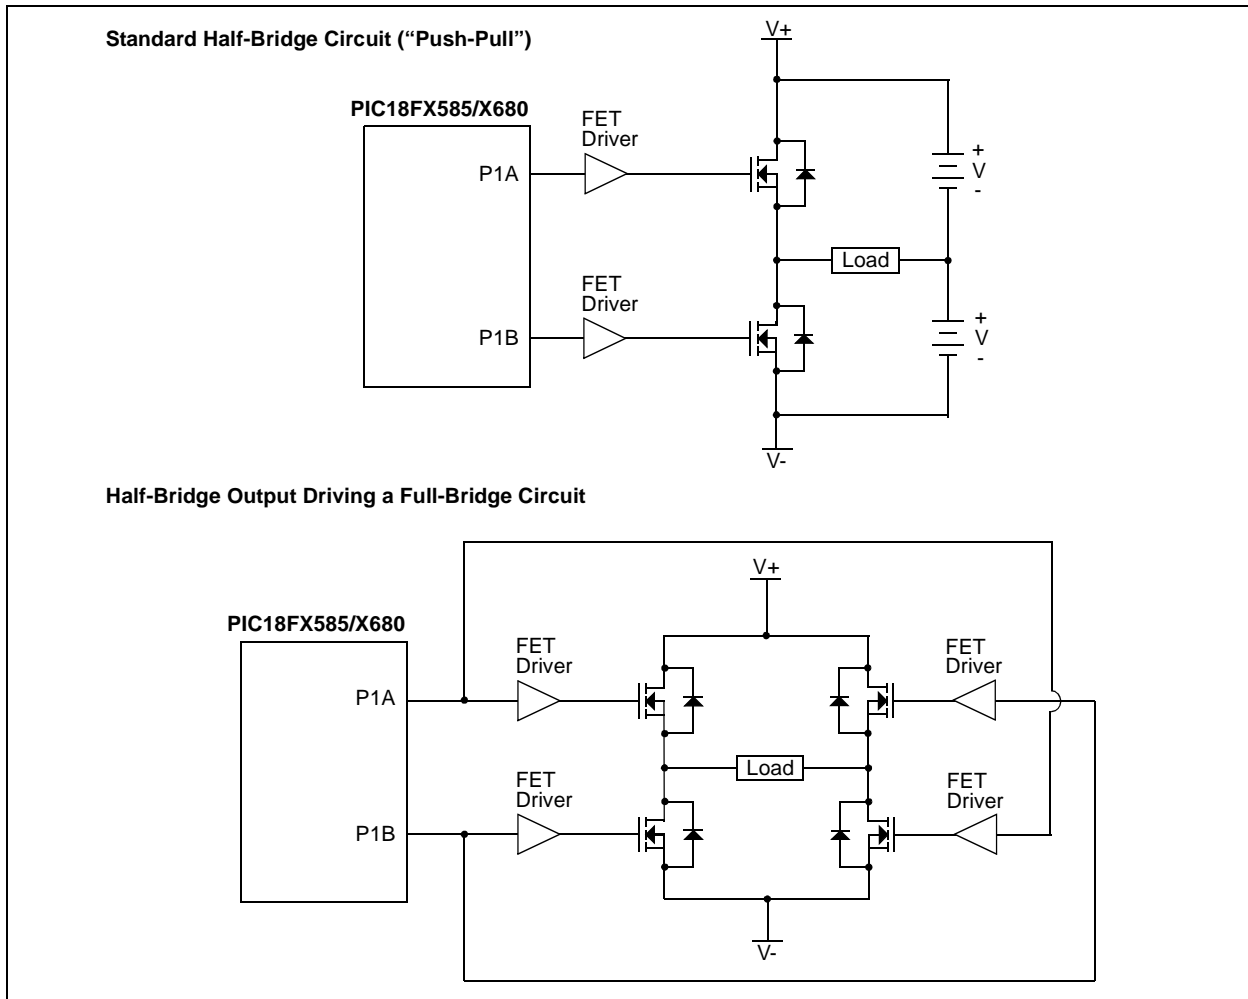 Standard Half-Bridge Circuit (“Push-Pull”)
V+
PIC18FX585/X680
FET
Driver
P1A
+
V
-
Load
FET
Driver
P1B
+
V
-
V-
Half-Bridge Output Driving a Full-Bridge Circuit
V+
PIC18FX585/X680
FET
Driver
FET
Driver
P1A
Load
FET
Driver
FET
Driver
P1B
V-